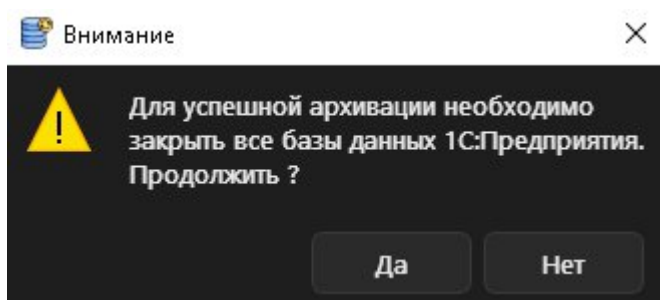 Внимание
Для успешной архивации необходимо
закрыть все базы данных 1С:Предприятия.
Продолжить ?
Да Нет